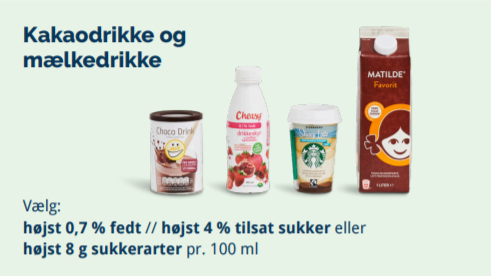 Kakaodrikke og
mælkedrikke
Choco Drink
Cheasy
MATILDE
Favorit
Vælg:
højst 0,7 % fedt // højst 4 % tilsat sukker eller
højst 8 g sukkerarter pr. 100 ml